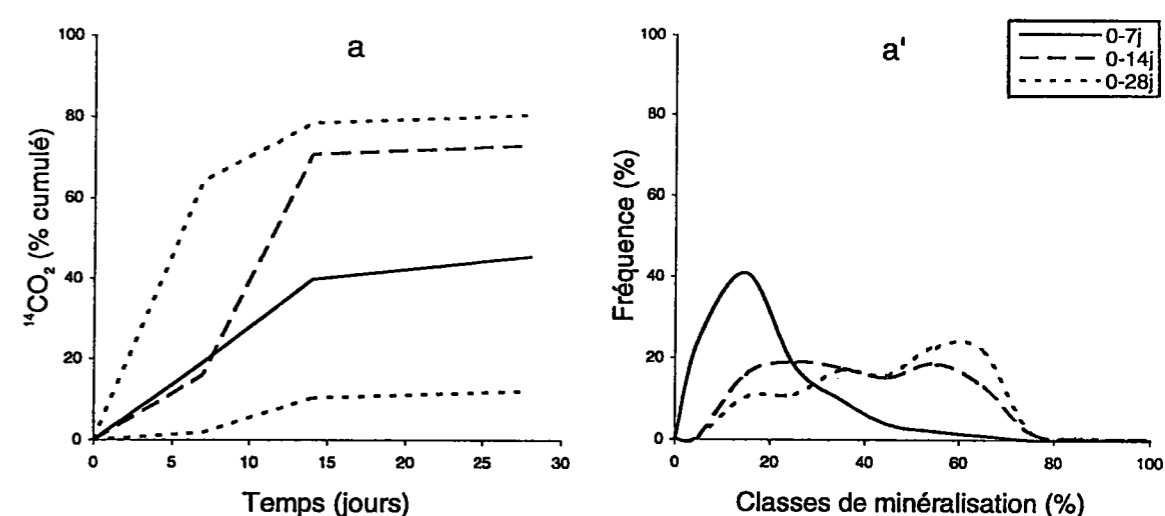 a
100
80
60
40
20
0
¹⁴CO₂ (% cumulé)
0 5 10 15 20 25 30
Temps (jours)
a'
0-7j
0-14j
0-28j
100
80
60
40
20
0
Fréquence (%)
0 20 40 60 80 100
Classes de minéralisation (%)